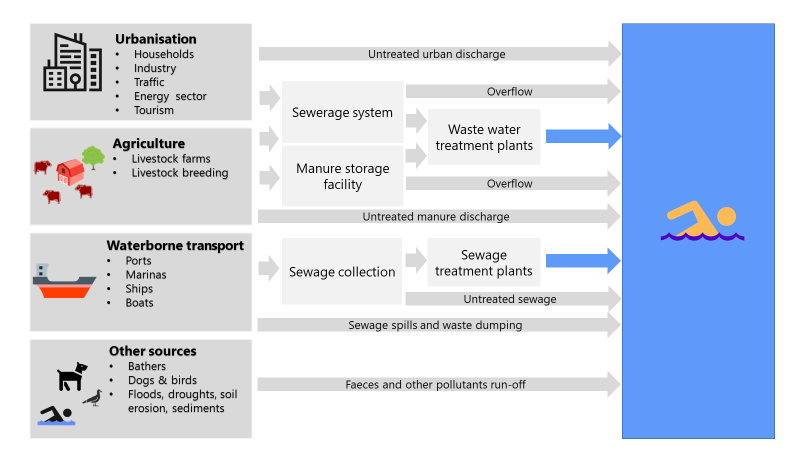 Urbanisation
• Households
• Industry
• Traffic
• Energy sector
• Tourism
Untreated urban discharge
Sewerage system
Overflow
Waste water
treatment plants
Agriculture
• Livestock farms
• Livestock breeding
Manure storage
facility
Overflow
Untreated manure discharge
Waterborne transport
• Ports
• Marinas
• Ships
• Boats
Sewage collection
Sewage
treatment plants
Untreated sewage
Sewage spills and waste dumping
Other sources
• Bathers
• Dogs & birds
• Floods, droughts, soil
erosion, sediments
Faeces and other pollutants run-off